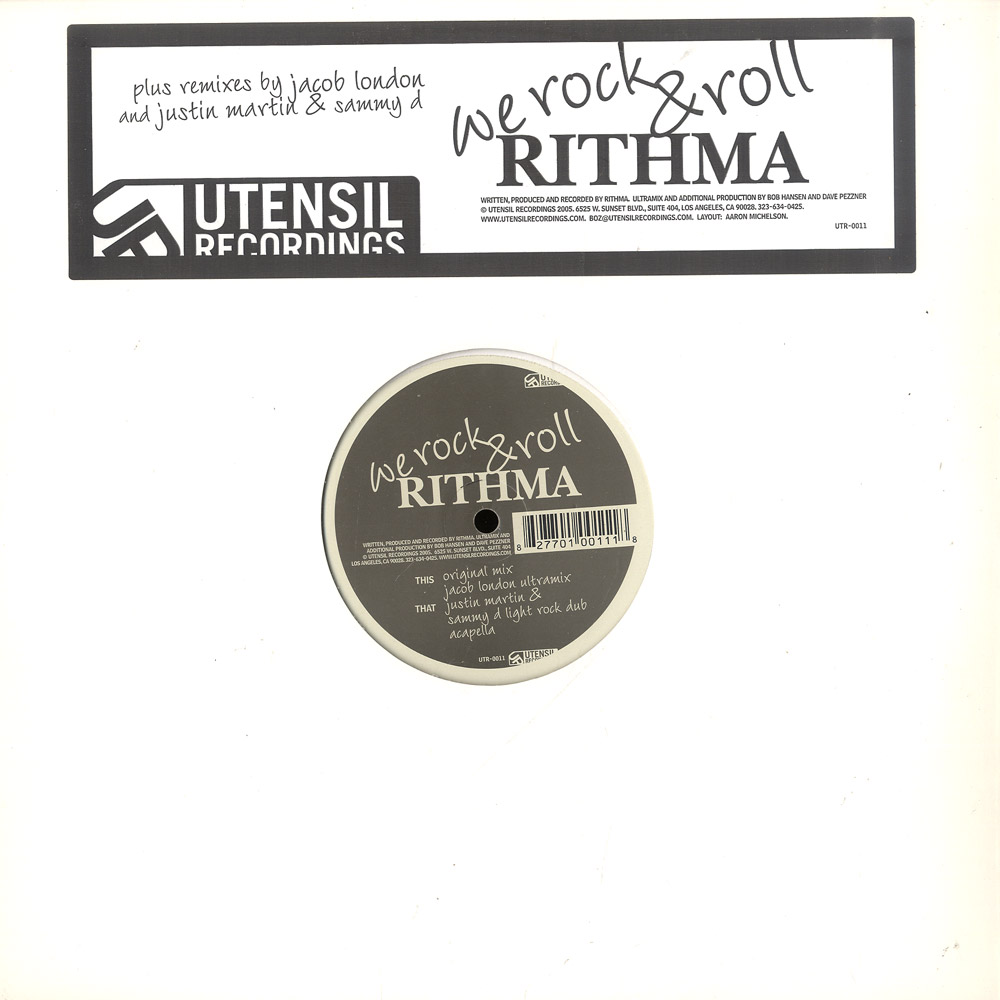 plus remixes by jacob london
and justin martin & sammy d
UTENSIL
RECORDINGS
we rock & roll
RITHMA
WRITTEN, PRODUCED AND RECORDED BY RITHMA. ULTRAMIX AND ADDITIONAL PRODUCTION BY BOB HANSEN AND DAVE PEZZNER
© UTENSIL RECORDINGS 2005. 6525 W. SUNSET BLVD., SUITE 404, LOS ANGELES, CA 90028. 323-634-0425.
WWW.UTENSILRECORDINGS.COM. BOZ@UTENSILRECORDINGS.COM. LAYOUT: AARON MICHELSON.
UTR-0011
we rock & roll
RITHMA
WRITTEN, PRODUCED AND RECORDED BY RITHMA. ULTRAMIX AND
ADDITIONAL PRODUCTION BY BOB HANSEN AND DAVE PEZZNER
© UTENSIL RECORDINGS 2005. 6525 W. SUNSET BLVD., SUITE 404
LOS ANGELES, CA 90028. 323-634-0425. WWW.UTENSILRECORDINGS.COM
8 27701 00111 8
THIS original mix
jacob london ultramix
THAT justin martin &
sammy d light rock dub
acapella
UTR-0011 UTENSIL